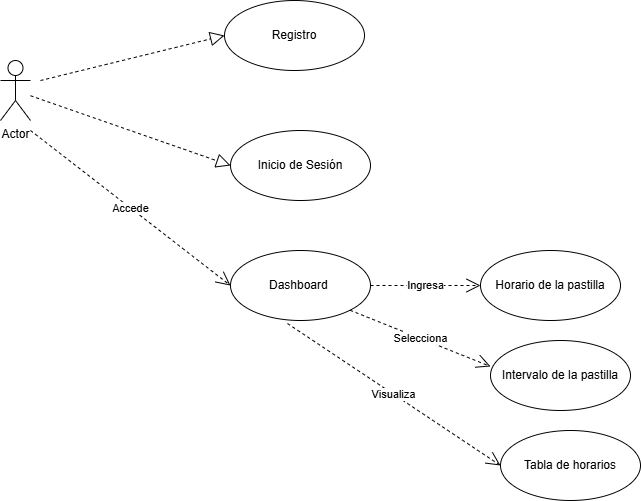 Registro
Actor
Inicio de Sesión
Accede
Dashboard
Ingresa
Horario de la pastilla
Selecciona
Intervalo de la pastilla
Visualiza
Tabla de horarios